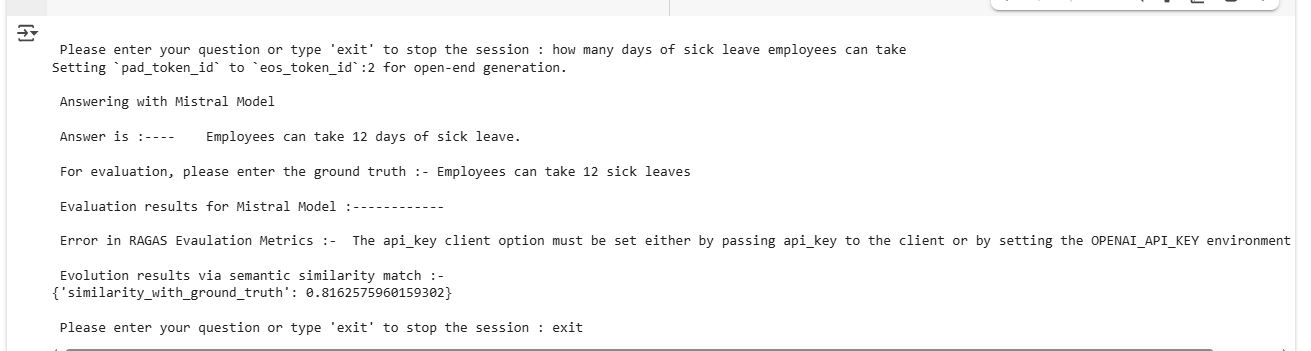 Please enter your question or type 'exit' to stop the session : how many days of sick leave employees can take
Setting `pad_token_id` to `eos_token_id`:2 for open-end generation.
Answering with Mistral Model
Answer is :----    Employees can take 12 days of sick leave.
For evaluation, please enter the ground truth :- Employees can take 12 sick leaves
Evaluation results for Mistral Model :------------
Error in RAGAS Evaulation Metrics :-  The api_key client option must be set either by passing api_key to the client or by setting the OPENAI_API_KEY environment
Evolution results via semantic similarity match :-
{'similarity_with_ground_truth': 0.8162575960159302}
Please enter your question or type 'exit' to stop the session : exit